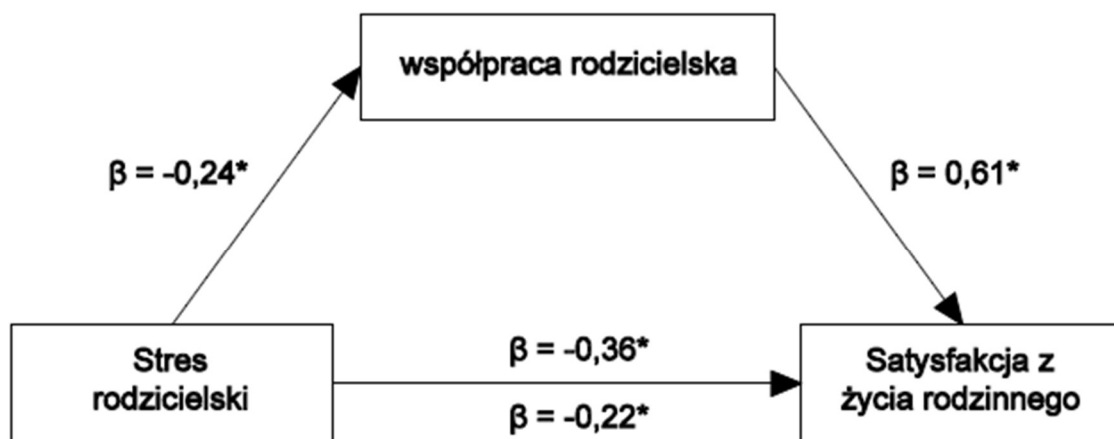 współpraca rodzicielska
β = -0,24*
β = 0,61*
Stres
rodzicielski
β = -0,36*
β = -0,22*
Satysfakcja z
życia rodzinnego